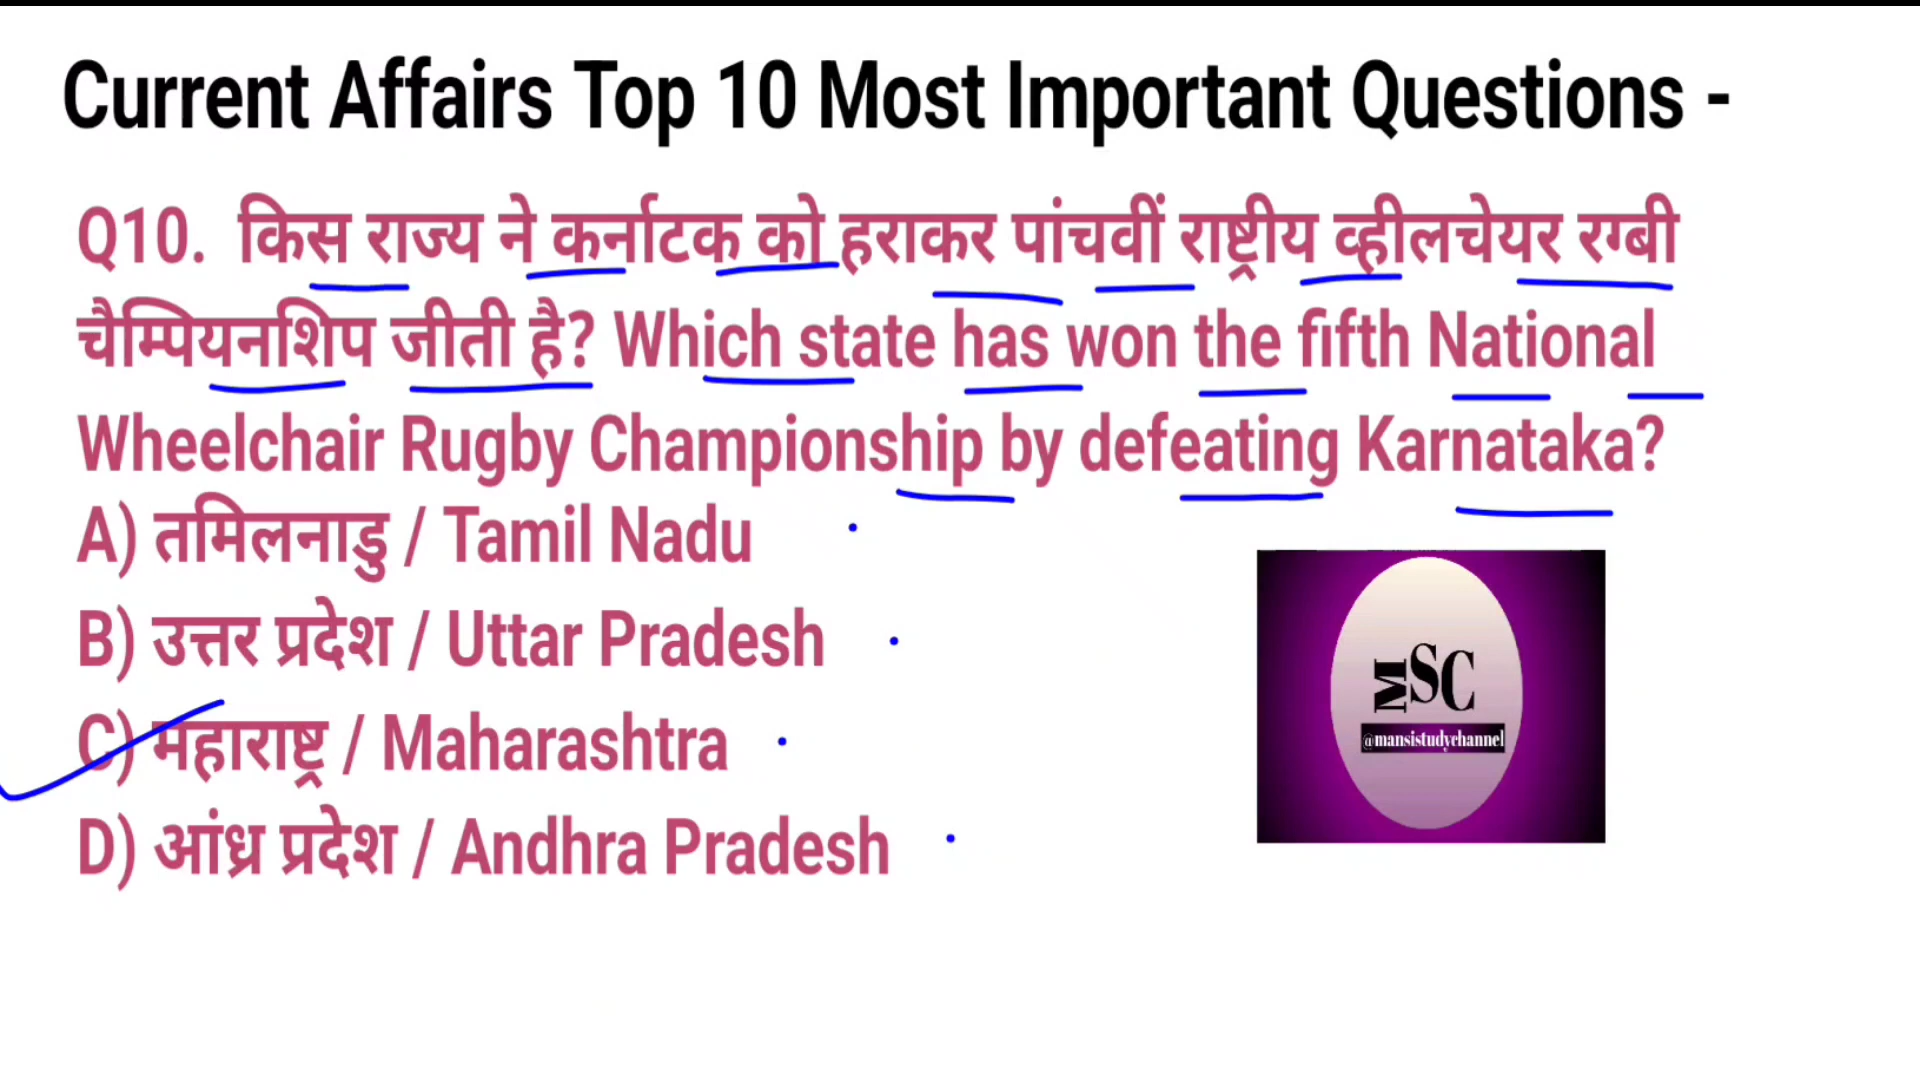 Current Affairs Top 10 Most Important Questions -
Q10. किस राज्य ने कर्नाटक को हराकर पांचवीं राष्ट्रीय व्हीलचेयर रग्बी
चैम्पियनशिप जीती है? Which state has won the fifth National
Wheelchair Rugby Championship by defeating Karnataka?
A) तमिलनाडु / Tamil Nadu
B) उत्तर प्रदेश / Uttar Pradesh
C) महाराष्ट्र / Maharashtra
D) आंध्र प्रदेश / Andhra Pradesh
MSC
@mansistudychannel